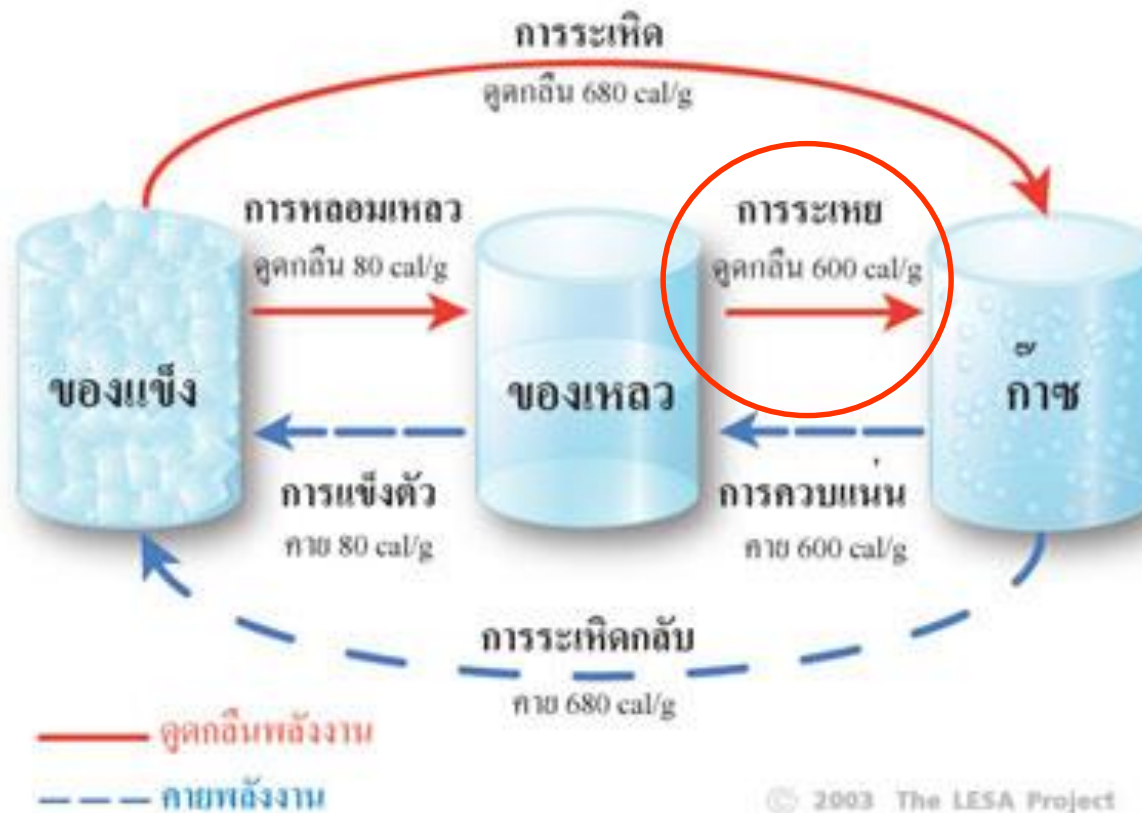 การระเหิด
ดูดกลืน 680 cal/g
การหลอมเหลว
ดูดกลืน 80 cal/g
การระเหย
ดูดกลืน 600 cal/g
ของแข็ง
ของเหลว
ก๊าซ
การแข็งตัว
คาย 80 cal/g
การควบแน่น
คาย 600 cal/g
การระเหิดกลับ
คาย 680 cal/g
ดูดกลืนพลังงาน
คายพลังงาน
© 2003 The LESA Project